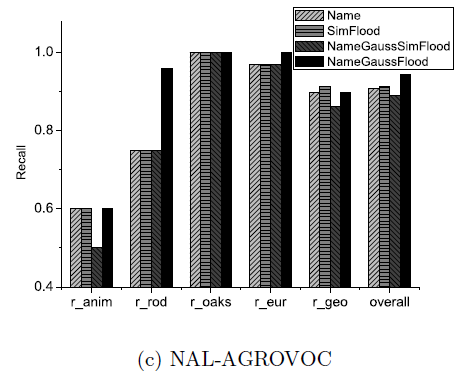 Name
SimFlood
NameGaussSimFlood
NameGaussFlood
1.0
0.8
0.6
0.4
Recall
r_anim r_rod r_oaks r_eur r_geo overall
(c) NAL-AGROVOC